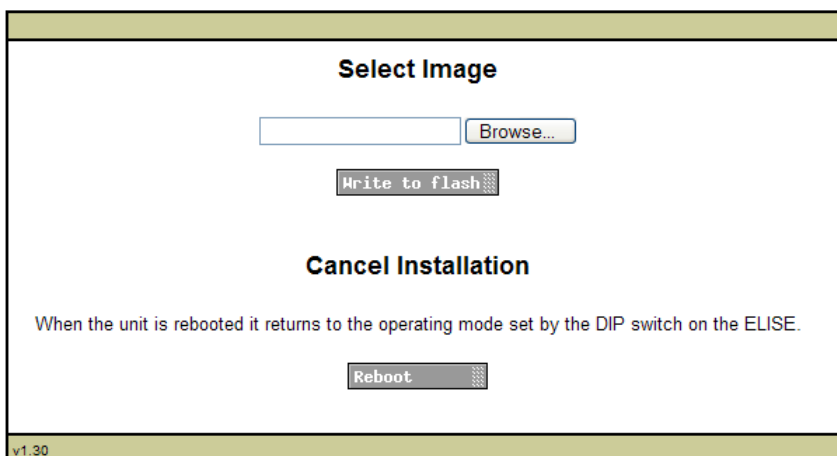 Select Image
Browse...
Write to flash
Cancel Installation
When the unit is rebooted it returns to the operating mode set by the DIP switch on the ELISE.
Reboot
v1.30